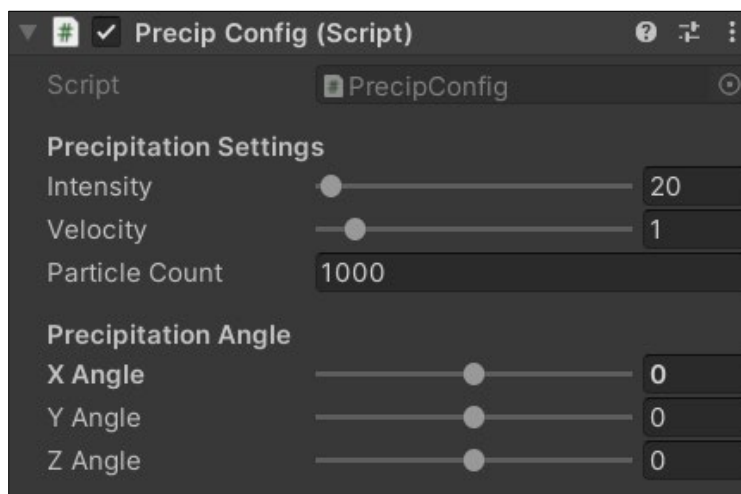 # Precip Config (Script)
Script # PrecipConfig
Precipitation Settings
Intensity 20
Velocity 1
Particle Count 1000
Precipitation Angle
X Angle 0
Y Angle 0
Z Angle 0